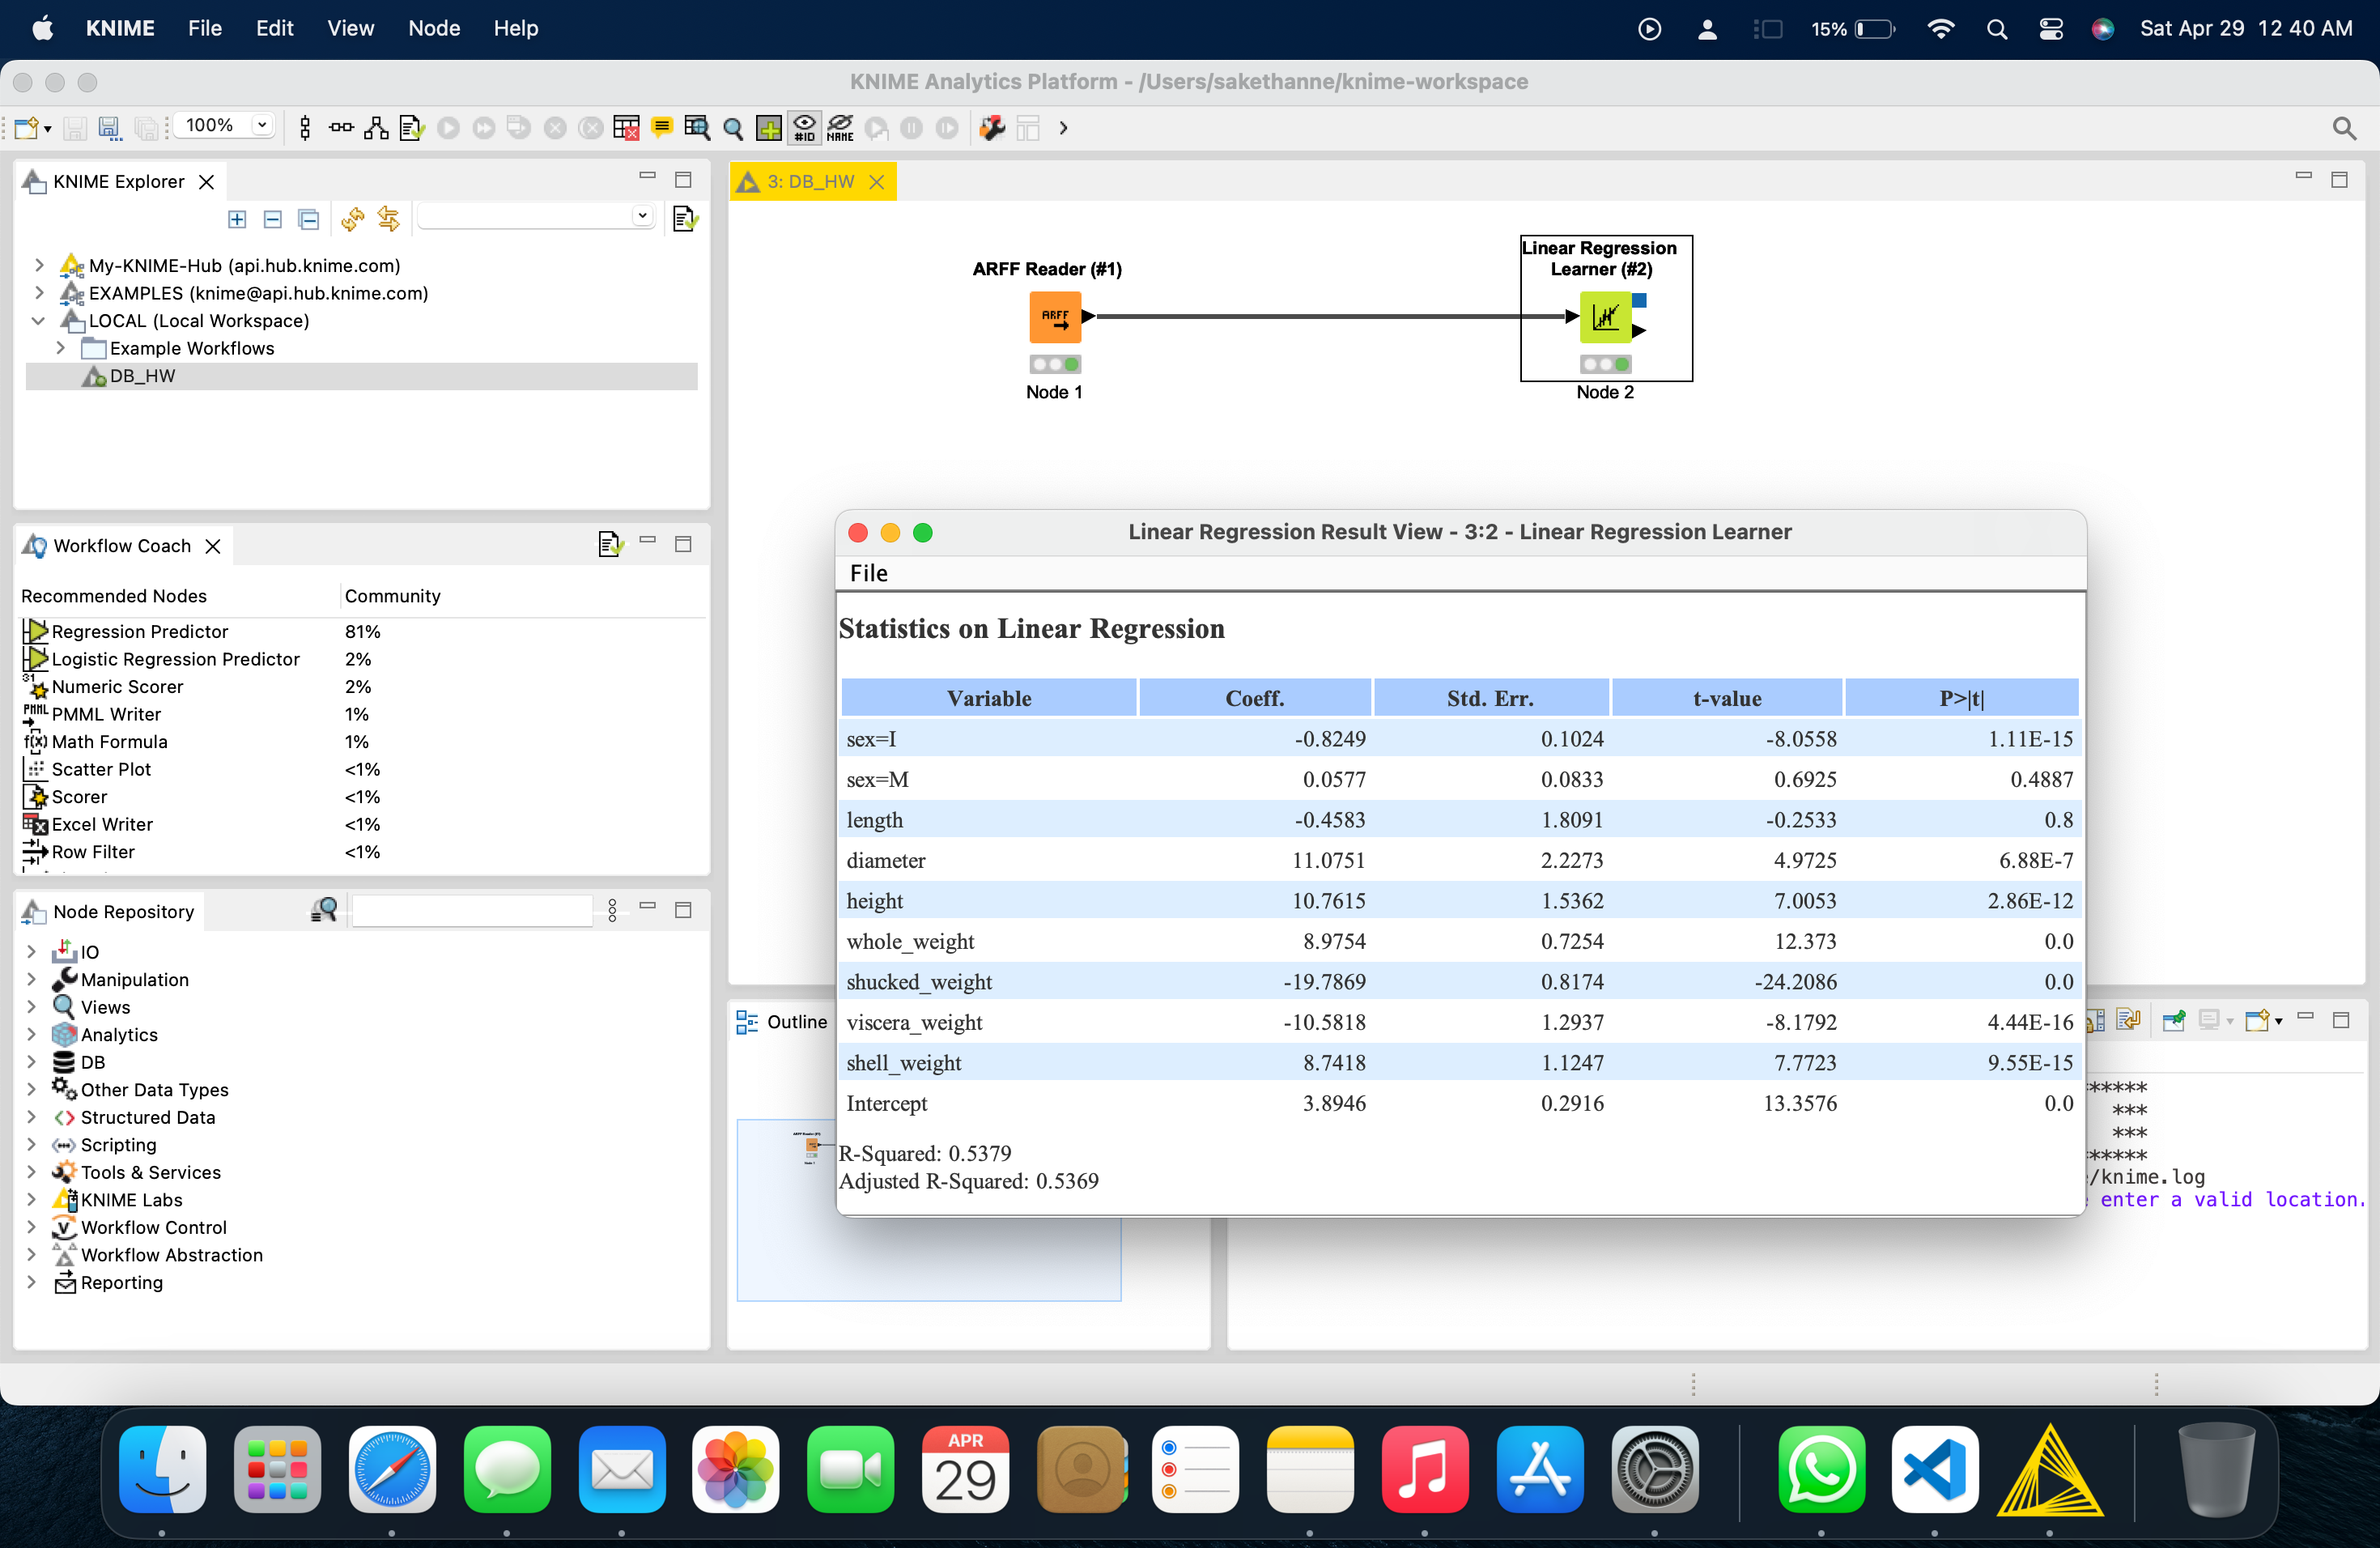 KNIME File Edit View Node Help 15% Sat Apr 29 12 40 AM
KNIME Analytics Platform - /Users/sakethanne/knime-workspace
100% #ID NAME
KNIME Explorer
My-KNIME-Hub (api.hub.knime.com)
EXAMPLES (knime@api.hub.knime.com)
LOCAL (Local Workspace)
Example Workflows
DB_HW
3: DB_HW
ARFF Reader (#1)
ARFF
Node 1
Linear Regression
Learner (#2)
Node 2
Workflow Coach
Recommended Nodes Community
Regression Predictor 81%
Logistic Regression Predictor 2%
31 Numeric Scorer 2%
PMML PMML Writer 1%
f(x) Math Formula 1%
Scatter Plot <1%
Scorer <1%
Excel Writer <1%
Row Filter <1%
Node Repository
IO
Manipulation
Views
Analytics
DB
Other Data Types
Structured Data
Scripting
Tools & Services
KNIME Labs
Workflow Control
Workflow Abstraction
Reporting
Linear Regression Result View - 3:2 - Linear Regression Learner
File
Statistics on Linear Regression
Variable Coeff. Std. Err. t-value P>|t|
sex=I -0.8249 0.1024 -8.0558 1.11E-15
sex=M 0.0577 0.0833 0.6925 0.4887
length -0.4583 1.8091 -0.2533 0.8
diameter 11.0751 2.2273 4.9725 6.88E-7
height 10.7615 1.5362 7.0053 2.86E-12
whole_weight 8.9754 0.7254 12.373 0.0
shucked_weight -19.7869 0.8174 -24.2086 0.0
viscera_weight -10.5818 1.2937 -8.1792 4.44E-16
shell_weight 8.7418 1.1247 7.7723 9.55E-15
Intercept 3.8946 0.2916 13.3576 0.0
R-Squared: 0.5379
Adjusted R-Squared: 0.5369
Outline
*****
***
***
*****
/knime.log
enter a valid location.
APR
29